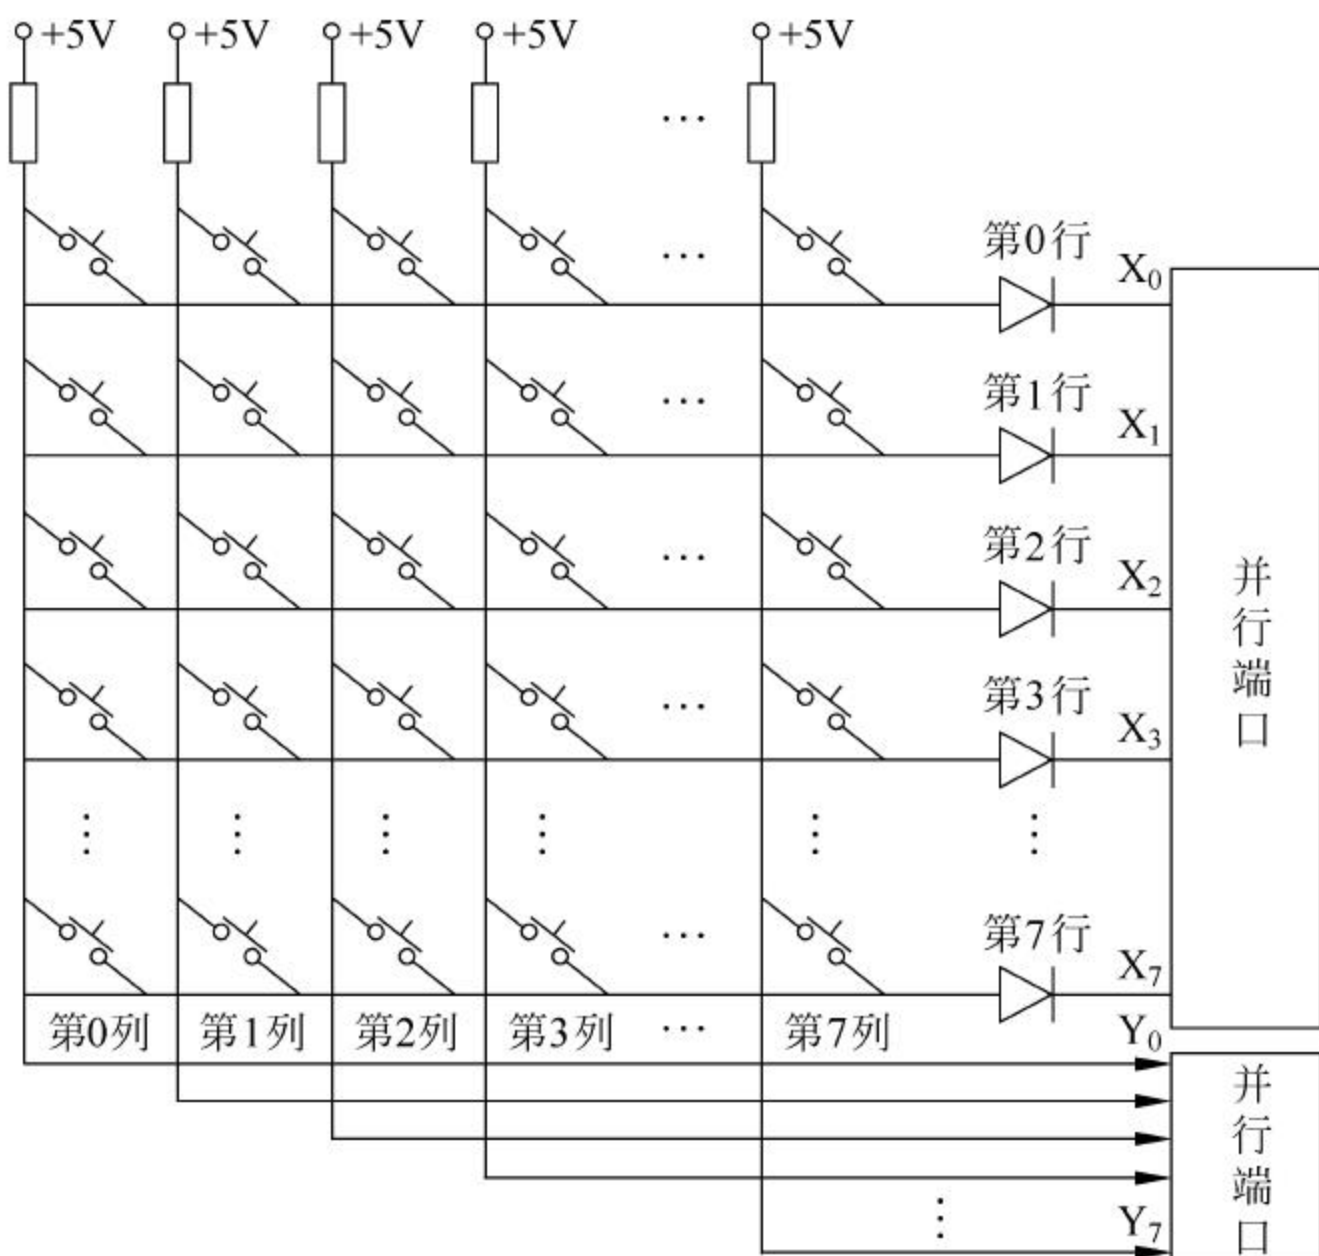 +5V +5V +5V +5V … +5V
…
第0行
X0
…
第1行
X1
…
第2行
X2
…
第3行
X3
…
第7行
X7
第0列 第1列 第2列 第3列 … 第7列
Y0
Y7
并行端口
并行端口